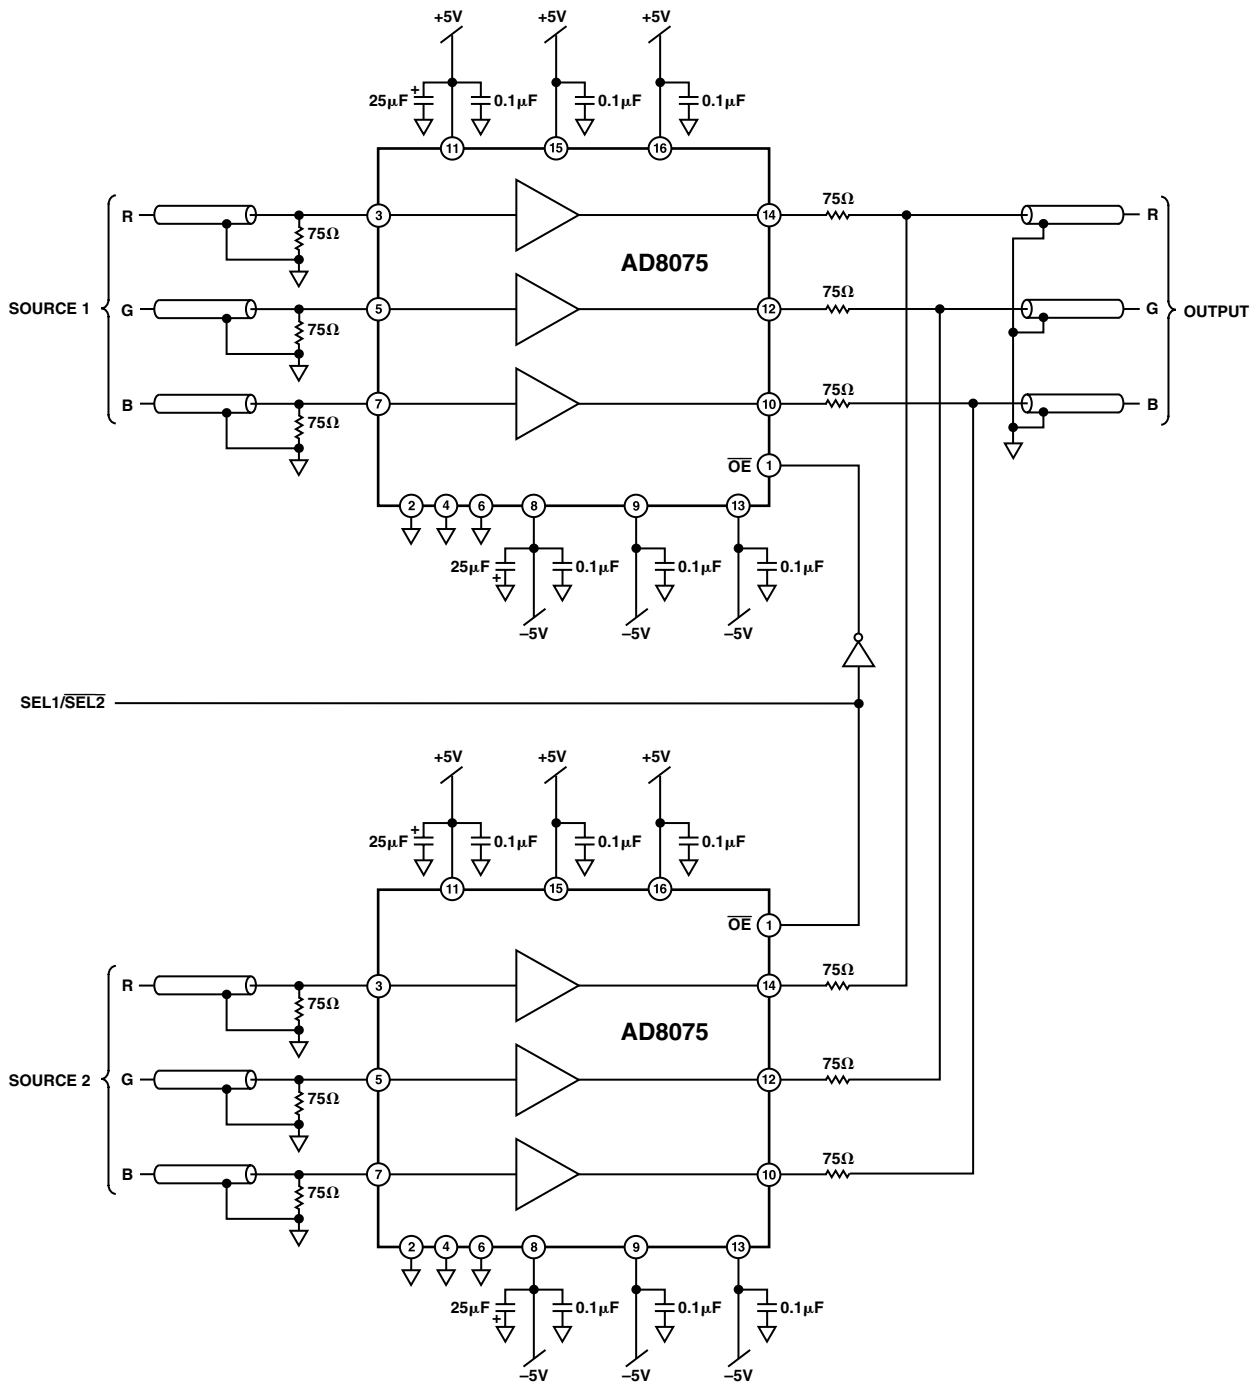 +5V +5V +5V
+
25μF 0.1μF 0.1μF 0.1μF
11 15 16
R 3 14 75Ω R
75Ω
AD8075
SOURCE 1 G 5 12 75Ω G OUTPUT
75Ω
B 7 10 75Ω B
75Ω
OE 1
2 4 6 8 9 13
25μF 0.1μF 0.1μF 0.1μF
+
–5V –5V –5V
SEL1/SEL2
+5V +5V +5V
+
25μF 0.1μF 0.1μF 0.1μF
11 15 16
OE 1
R 3 14 75Ω
75Ω
AD8075
SOURCE 2 G 5 12 75Ω
75Ω
B 7 10 75Ω
75Ω
2 4 6 8 9 13
25μF 0.1μF 0.1μF 0.1μF
+
–5V –5V –5V